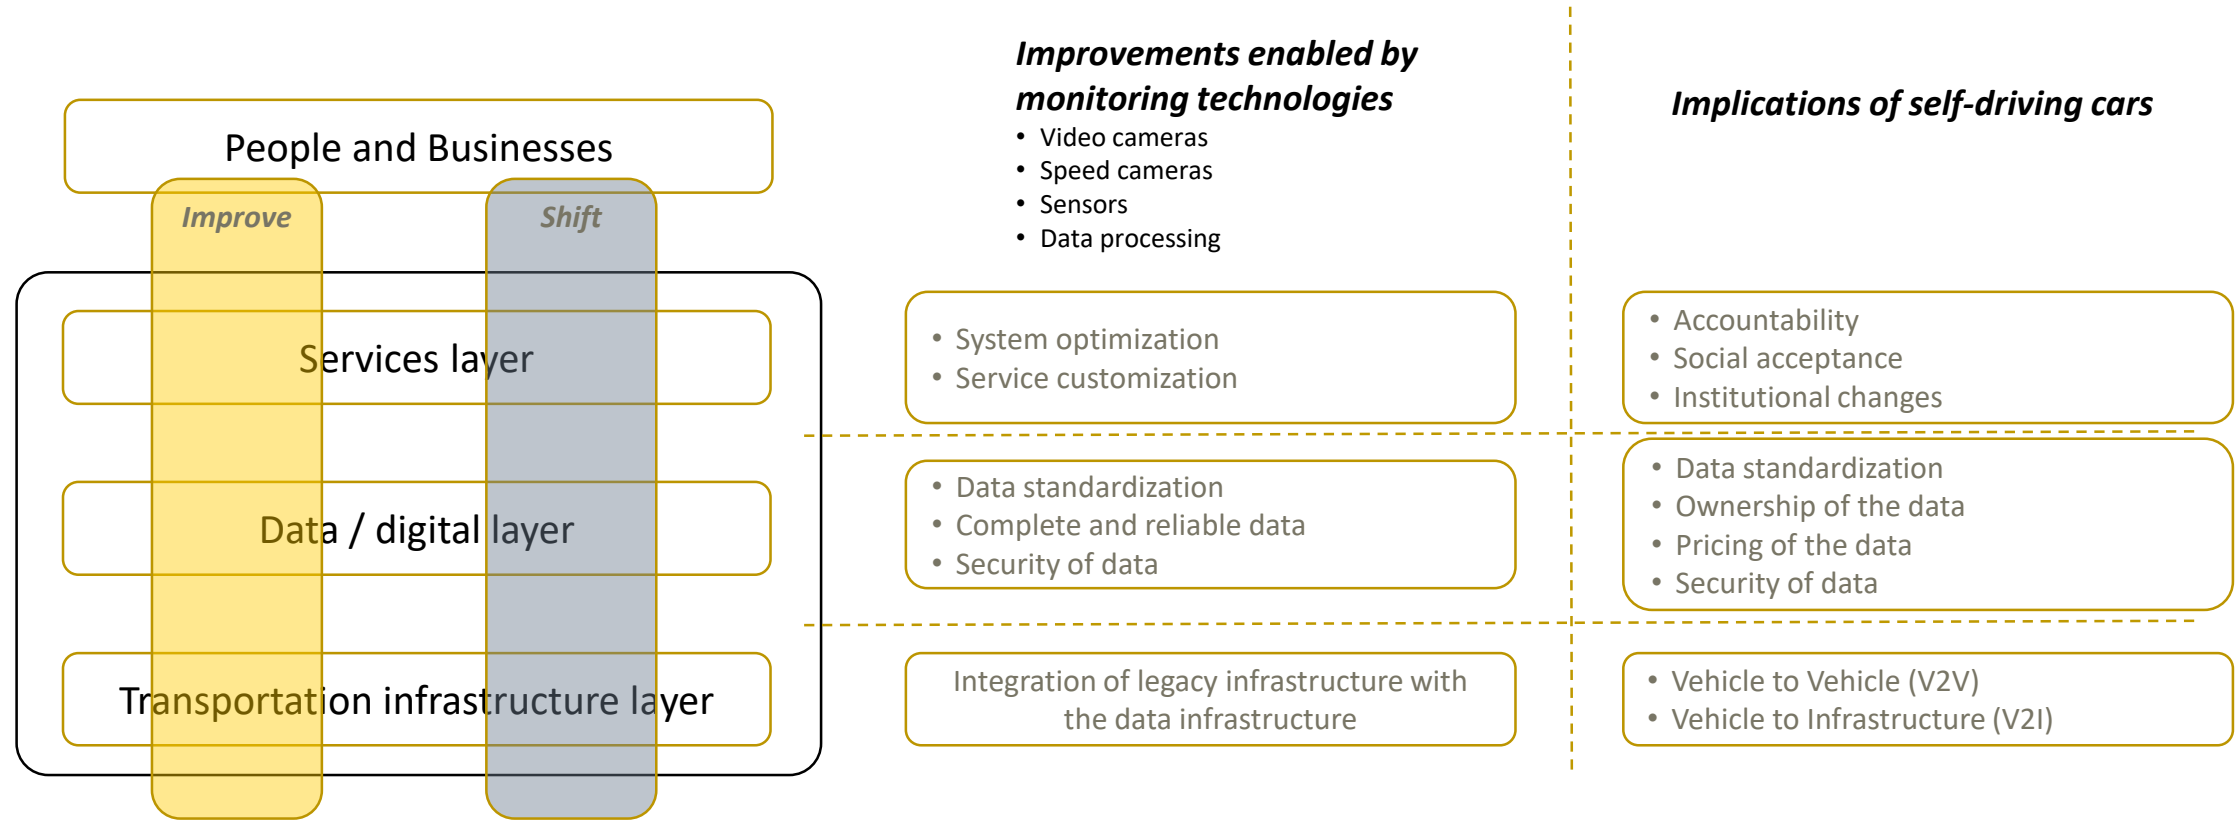 People and Businesses
Improve
Shift
Services layer
Data / digital layer
Transportation infrastructure layer
Improvements enabled by
monitoring technologies
• Video cameras
• Speed cameras
• Sensors
• Data processing
• System optimization
• Service customization
• Data standardization
• Complete and reliable data
• Security of data
Integration of legacy infrastructure with
the data infrastructure
Implications of self-driving cars
• Accountability
• Social acceptance
• Institutional changes
• Data standardization
• Ownership of the data
• Pricing of the data
• Security of data
• Vehicle to Vehicle (V2V)
• Vehicle to Infrastructure (V2I)